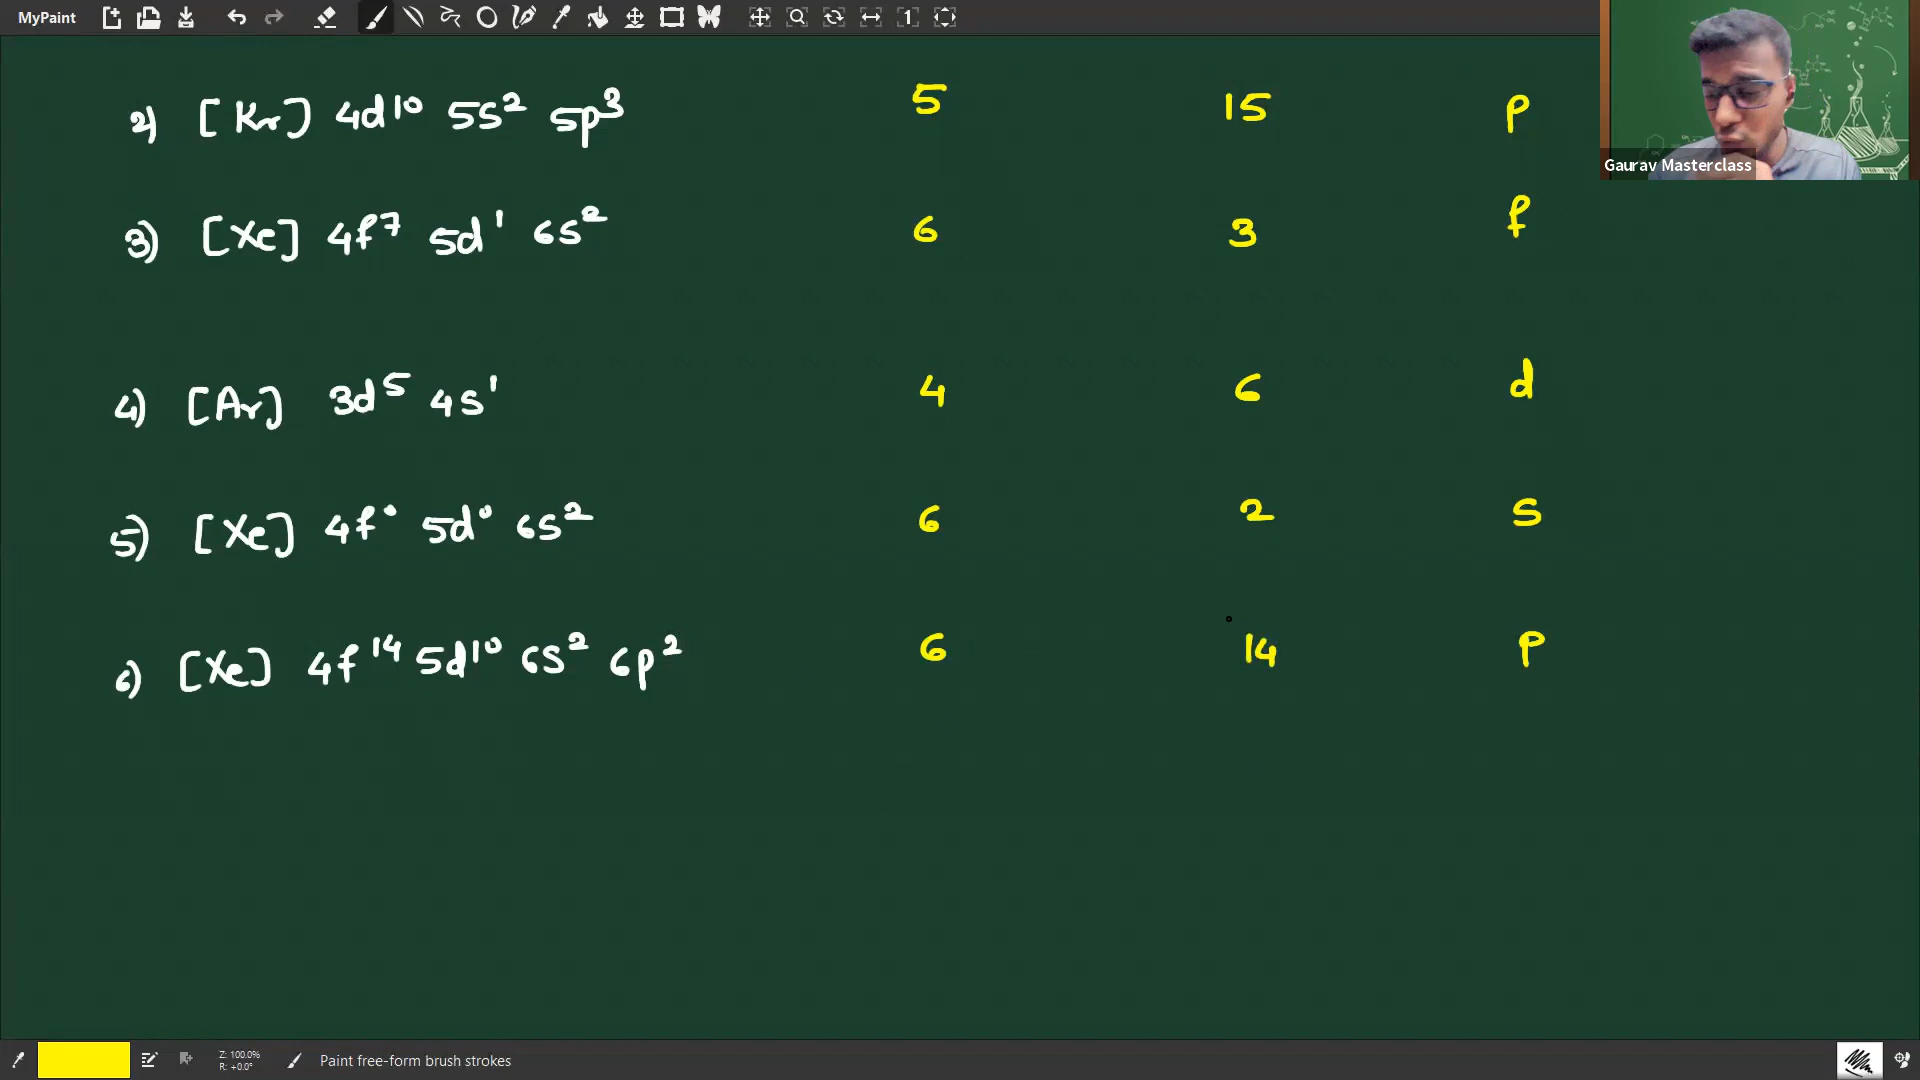 MyPaint
2) [Kr] 4d¹⁰ 5s² 5p³ 5 15 p
Gaurav Masterclass
3) [Xe] 4f⁷ 5d¹ 6s² 6 3 f
4) [Ar] 3d⁵ 4s¹ 4 6 d
5) [Xe] 4f⁰ 5d⁰ 6s² 6 2 s
6) [Xe] 4f¹⁴ 5d¹⁰ 6s² 6p² 6 14 p
Z: 100.0%
R: +0.0°
Paint free-form brush strokes